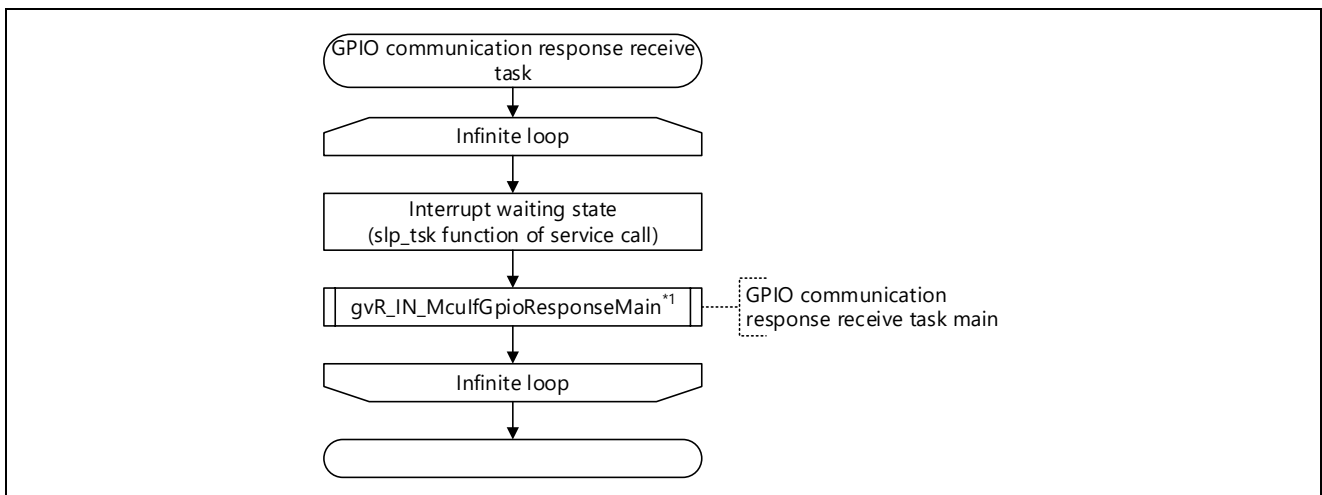 GPIO communication response receive
task
Infinite loop
Interrupt waiting state
(slp_tsk function of service call)
gvR_IN_McuIfGpioResponseMain*1
GPIO communication
response receive task main
Infinite loop